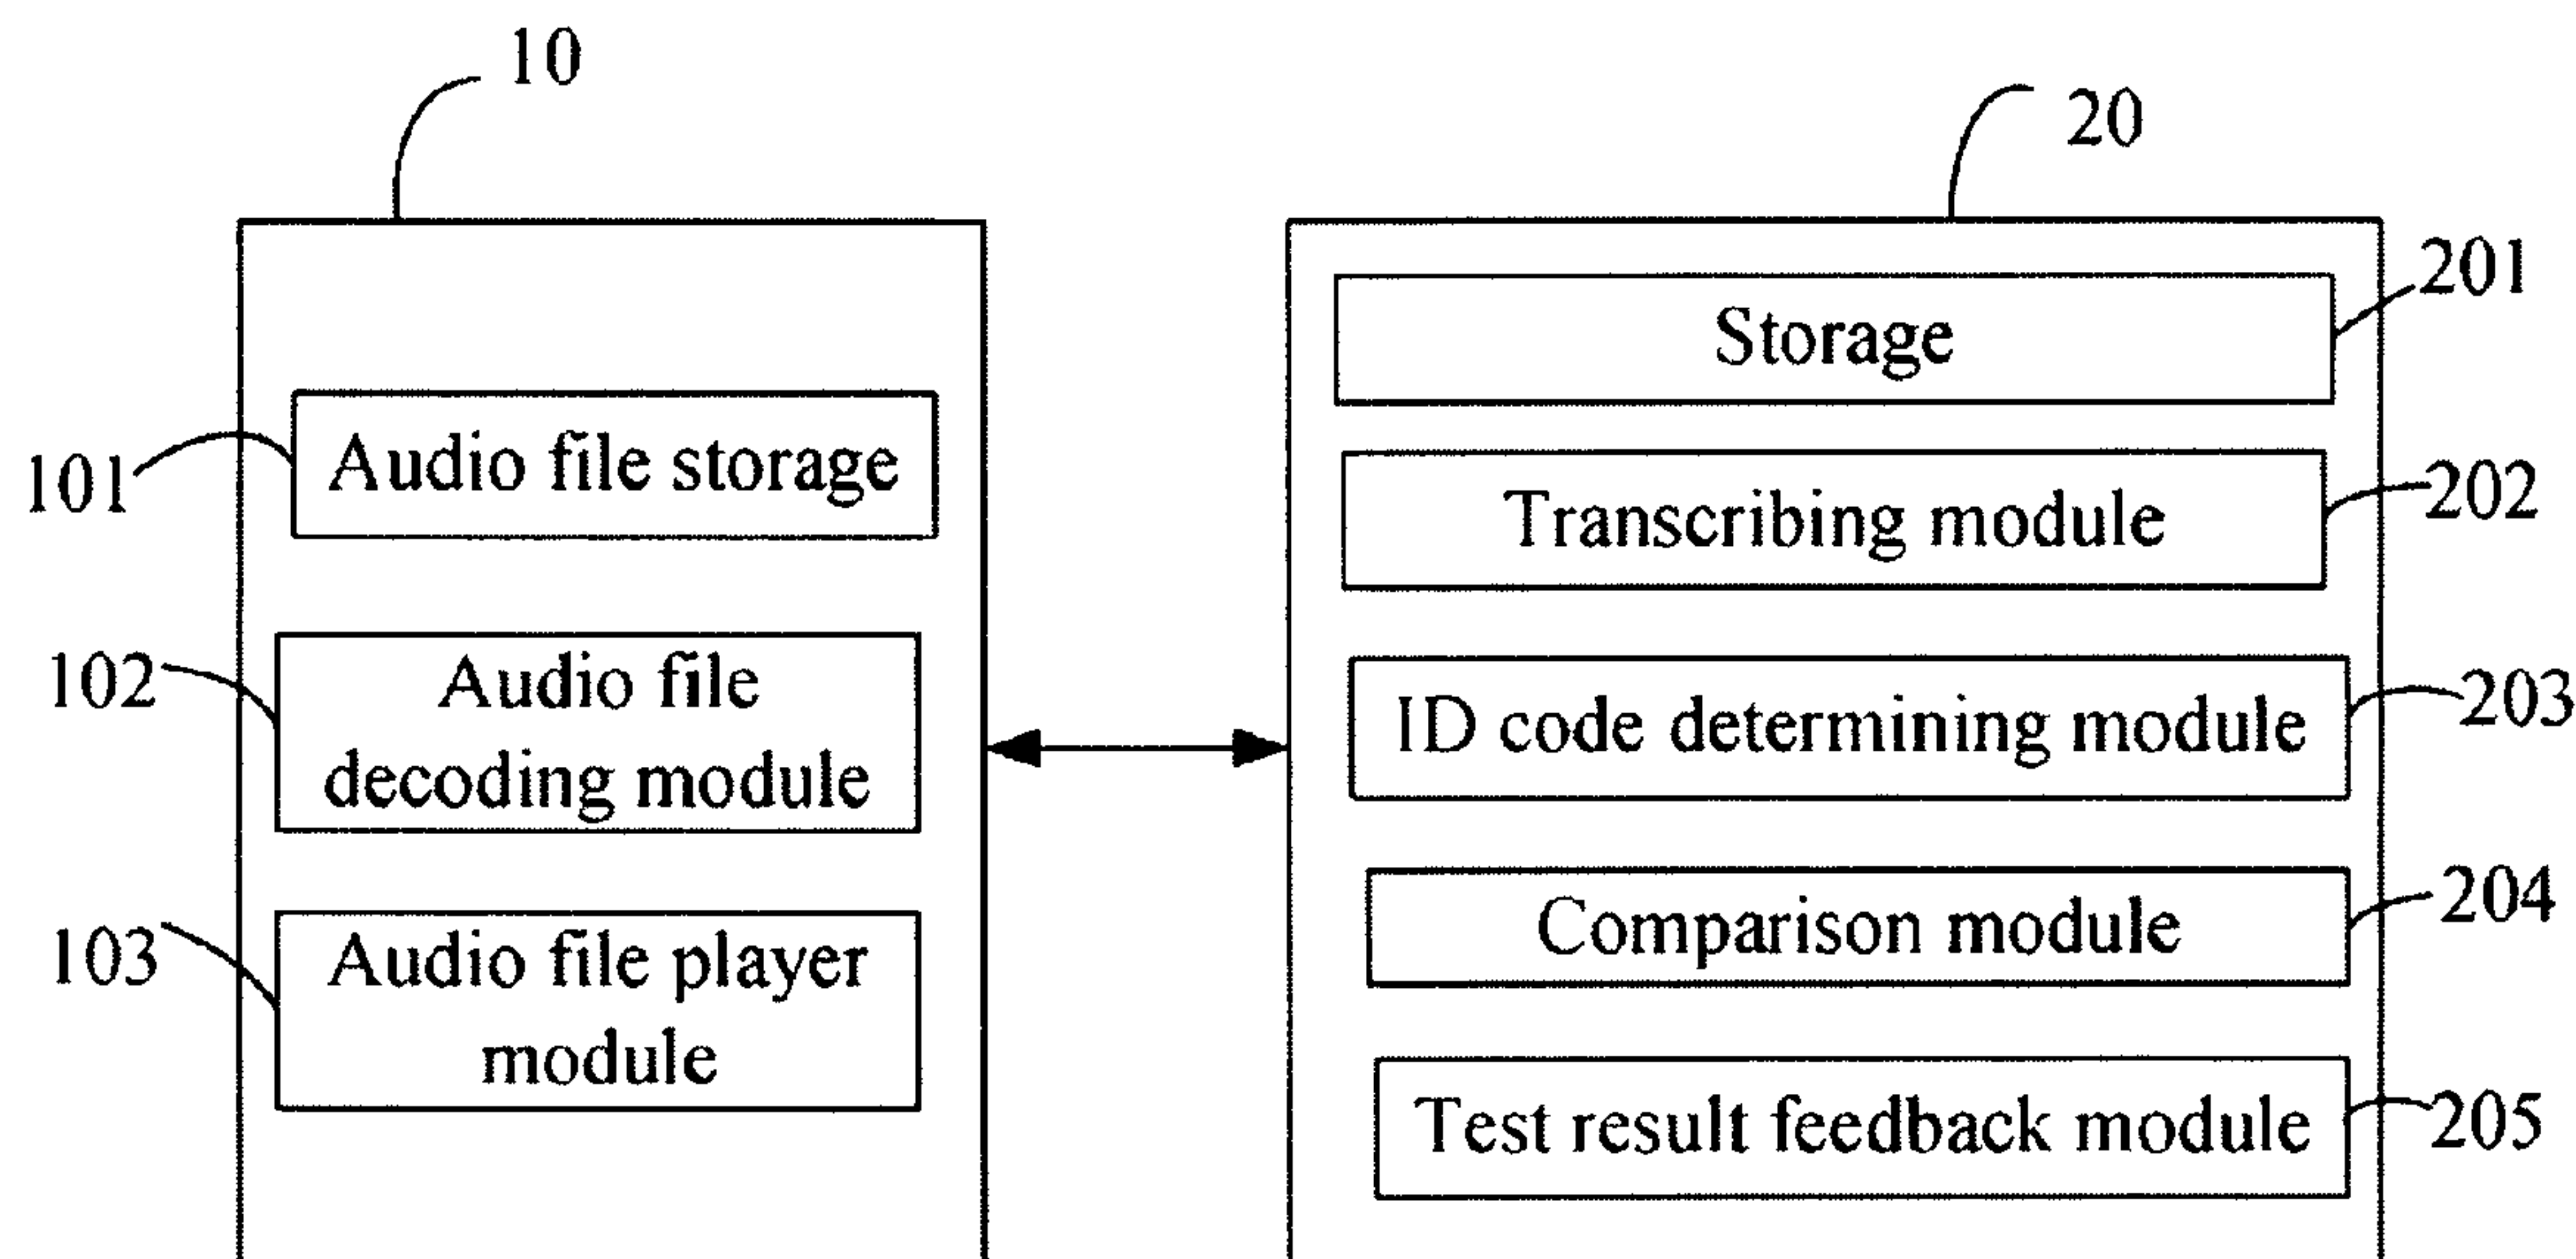 10
20
201
Storage
101
Audio file storage
202
Transcribing module
102
Audio file
decoding module
203
ID code determining module
103
Audio file player
module
204
Comparison module
205
Test result feedback module